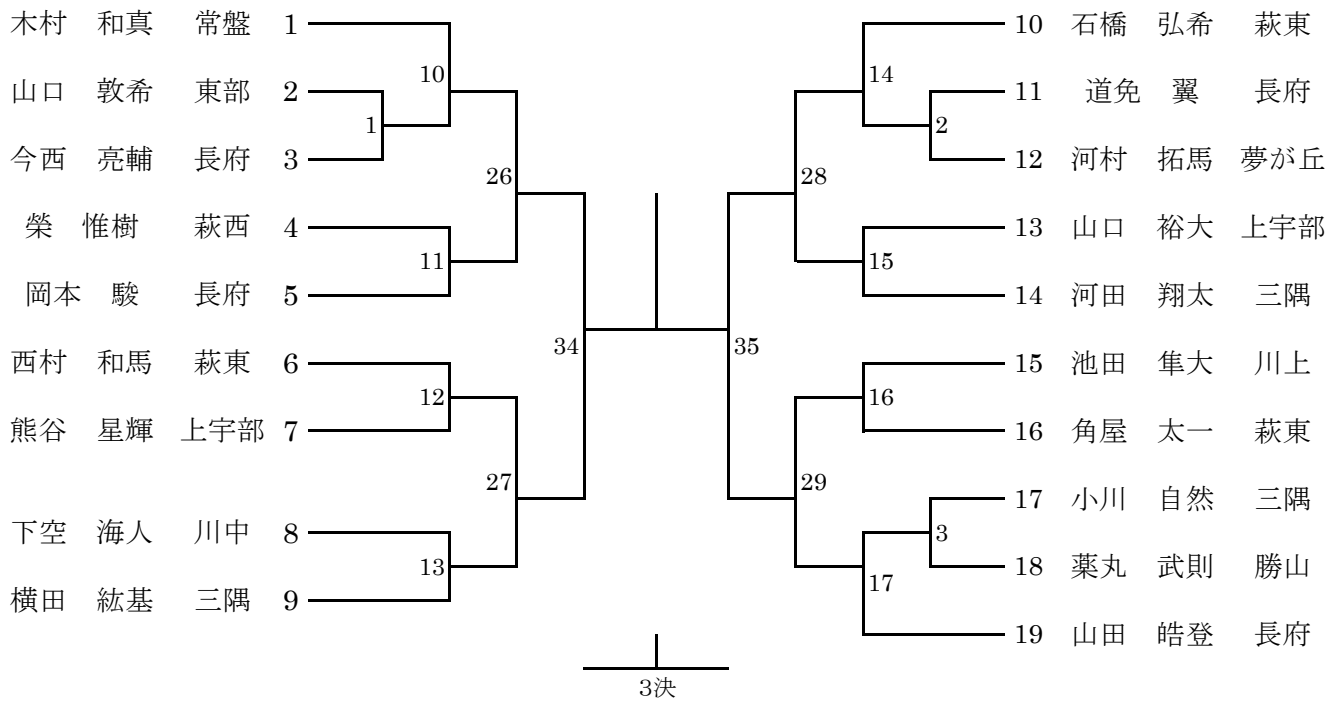 木村 和真 常盤 1
10
山口 敦希 東部 2
1
今西 亮輔 長府 3
26
榮 惟樹 萩西 4
11
岡本 駿 長府 5
34
西村 和馬 萩東 6
12
熊谷 星輝 上宇部 7
27
下空 海人 川中 8
13
横田 紘基 三隅 9
10 石橋 弘希 萩東
14
11 道免 翼 長府
2
12 河村 拓馬 夢が丘
28
13 山口 裕大 上宇部
15
14 河田 翔太 三隅
35
15 池田 隼大 川上
16
16 角屋 太一 萩東
29
17 小川 自然 三隅
3
18 薬丸 武則 勝山
17
19 山田 皓登 長府
3決